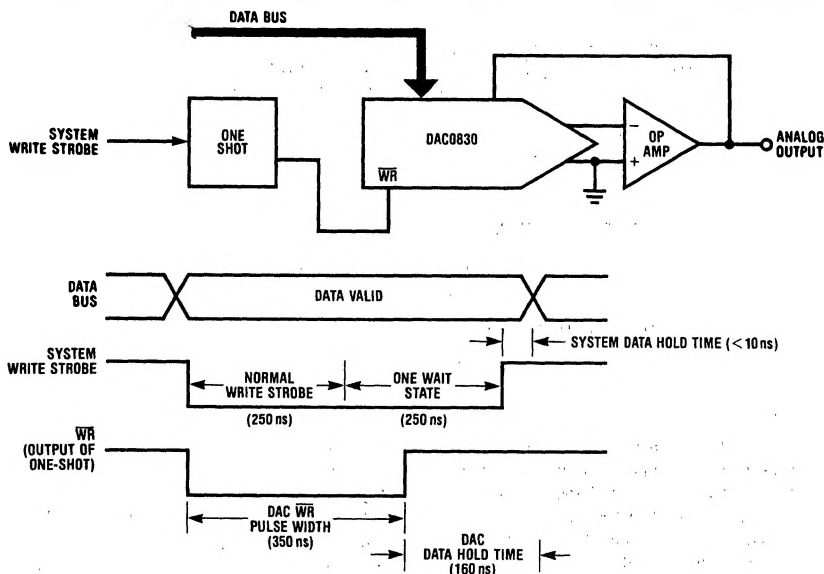 DATA BUS
SYSTEM
WRITE STROBE
ONE
SHOT
DAC0830
WR
−
+
OP
AMP
ANALOG
OUTPUT
DATA
BUS
DATA VALID
SYSTEM DATA HOLD TIME (<10 ns)
SYSTEM
WRITE STROBE
NORMAL
WRITE STROBE
(250 ns)
ONE WAIT
STATE
(250 ns)
WR
(OUTPUT OF
ONE-SHOT)
DAC WR
PULSE WIDTH
(350 ns)
DAC
DATA HOLD TIME
(160 ns)